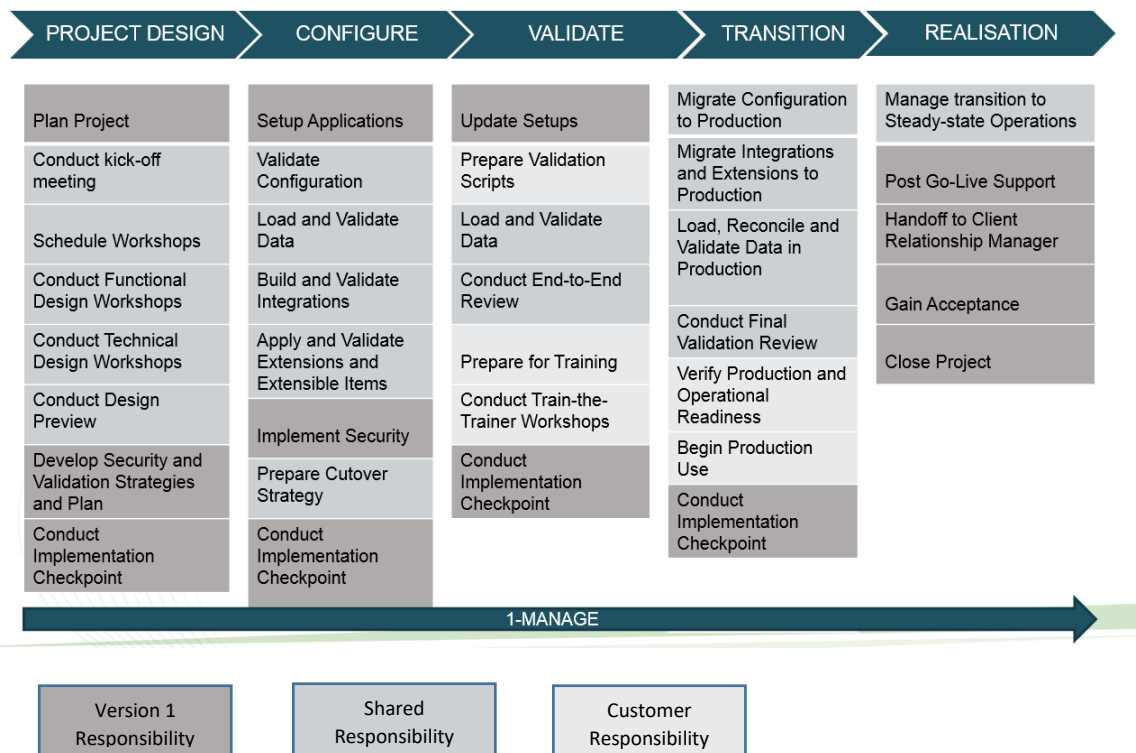 PROJECT DESIGN
CONFIGURE
VALIDATE
TRANSITION
REALISATION
Plan Project
Conduct kick-off
meeting
Schedule Workshops
Conduct Functional
Design Workshops
Conduct Technical
Design Workshops
Conduct Design
Preview
Develop Security and
Validation Strategies
and Plan
Conduct
Implementation
Checkpoint
Setup Applications
Validate
Configuration
Load and Validate
Data
Build and Validate
Integrations
Apply and Validate
Extensions and
Extensible Items
Implement Security
Prepare Cutover
Strategy
Conduct
Implementation
Checkpoint
Update Setups
Prepare Validation
Scripts
Load and Validate
Data
Conduct End-to-End
Review
Prepare for Training
Conduct Train-the-
Trainer Workshops
Conduct
Implementation
Checkpoint
Migrate Configuration
to Production
Migrate Integrations
and Extensions to
Production
Load, Reconcile and
Validate Data in
Production
Conduct Final
Validation Review
Verify Production and
Operational
Readiness
Begin Production
Use
Conduct
Implementation
Checkpoint
Manage transition to
Steady-state Operations
Post Go-Live Support
Handoff to Client
Relationship Manager
Gain Acceptance
Close Project
1-MANAGE
Version 1
Responsibility
Shared
Responsibility
Customer
Responsibility